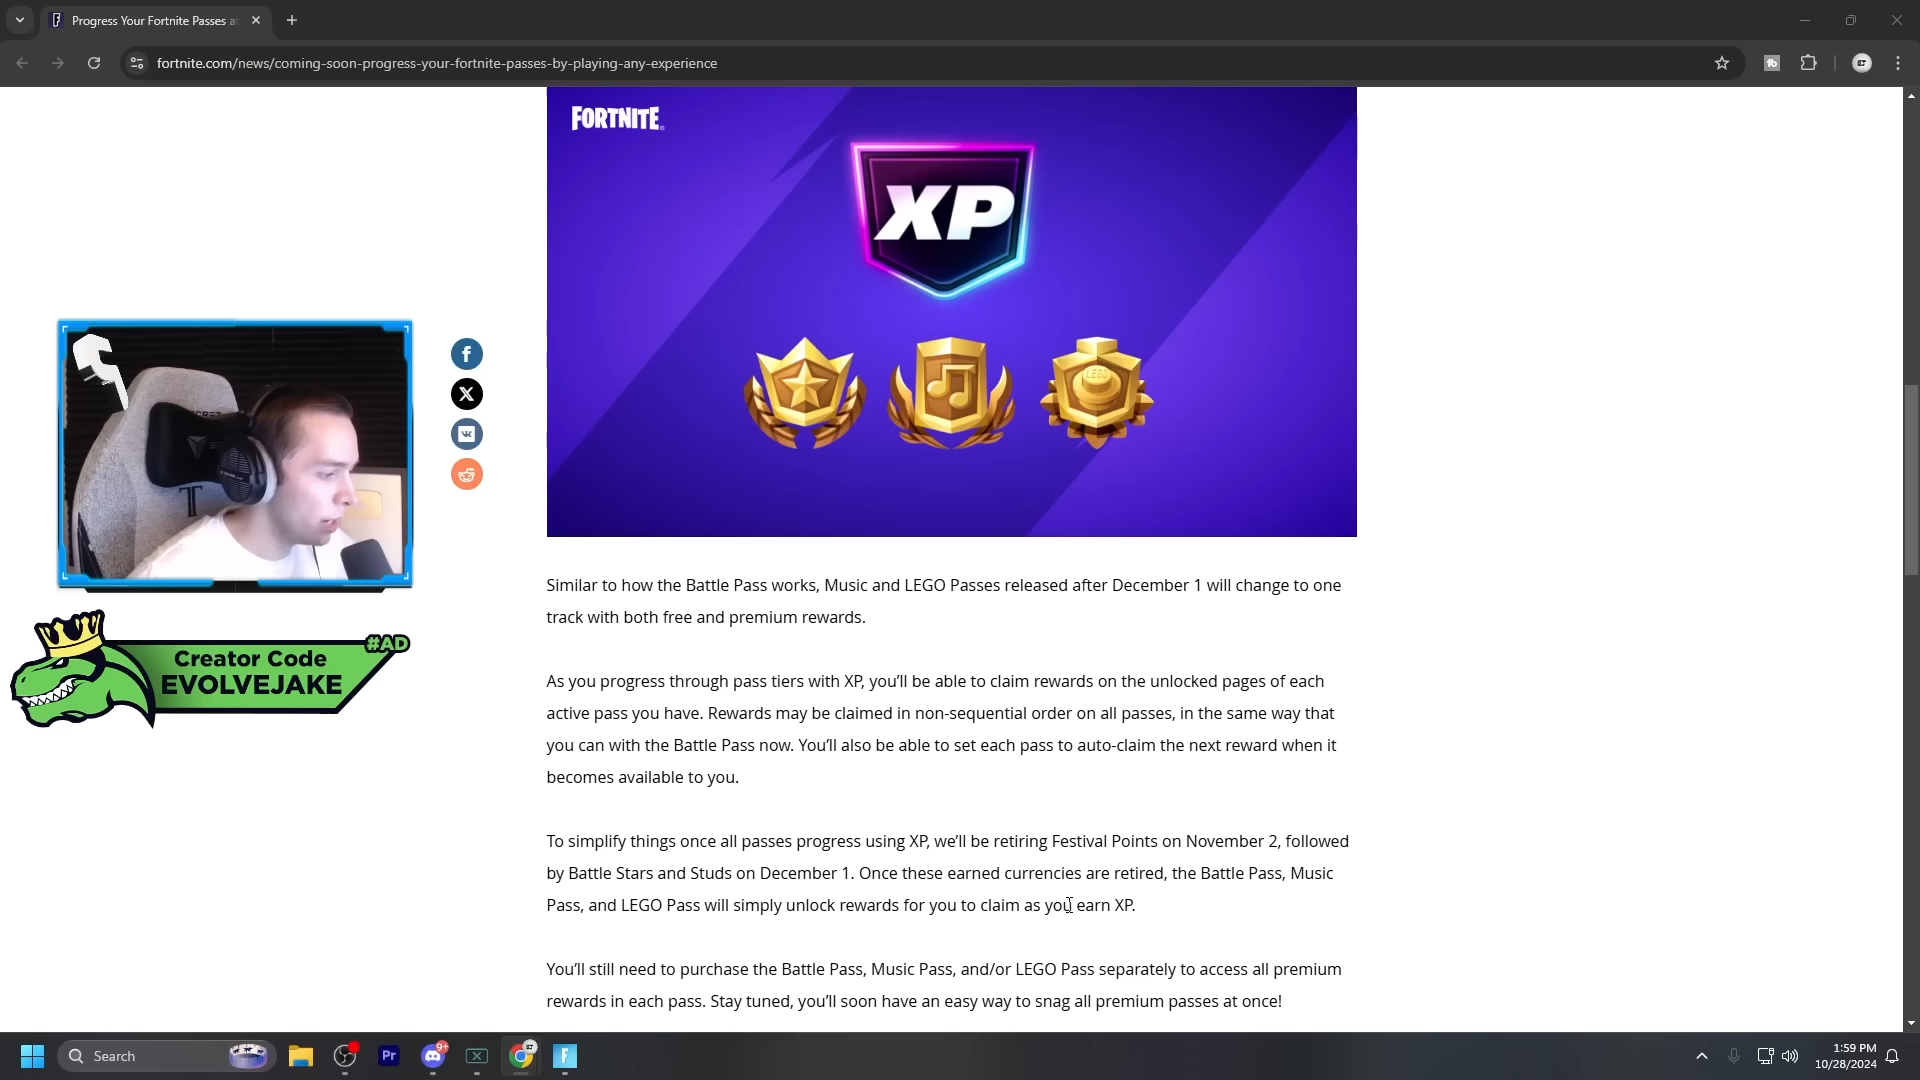 Progress Your Fortnite Passes a
fortnite.com/news/coming-soon-progress-your-fortnite-passes-by-playing-any-experience
FORTNITE
XP
LEGO
#AD
Creator Code
EVOLVEJAKE
Similar to how the Battle Pass works, Music and LEGO Passes released after December 1 will change to one
track with both free and premium rewards.
As you progress through pass tiers with XP, you’ll be able to claim rewards on the unlocked pages of each
active pass you have. Rewards may be claimed in non-sequential order on all passes, in the same way that
you can with the Battle Pass now. You’ll also be able to set each pass to auto-claim the next reward when it
becomes available to you.
To simplify things once all passes progress using XP, we’ll be retiring Festival Points on November 2, followed
by Battle Stars and Studs on December 1. Once these earned currencies are retired, the Battle Pass, Music
Pass, and LEGO Pass will simply unlock rewards for you to claim as you earn XP.
You’ll still need to purchase the Battle Pass, Music Pass, and/or LEGO Pass separately to access all premium
rewards in each pass. Stay tuned, you’ll soon have an easy way to snag all premium passes at once!
Search
Pr
9+
1:59 PM
10/28/2024